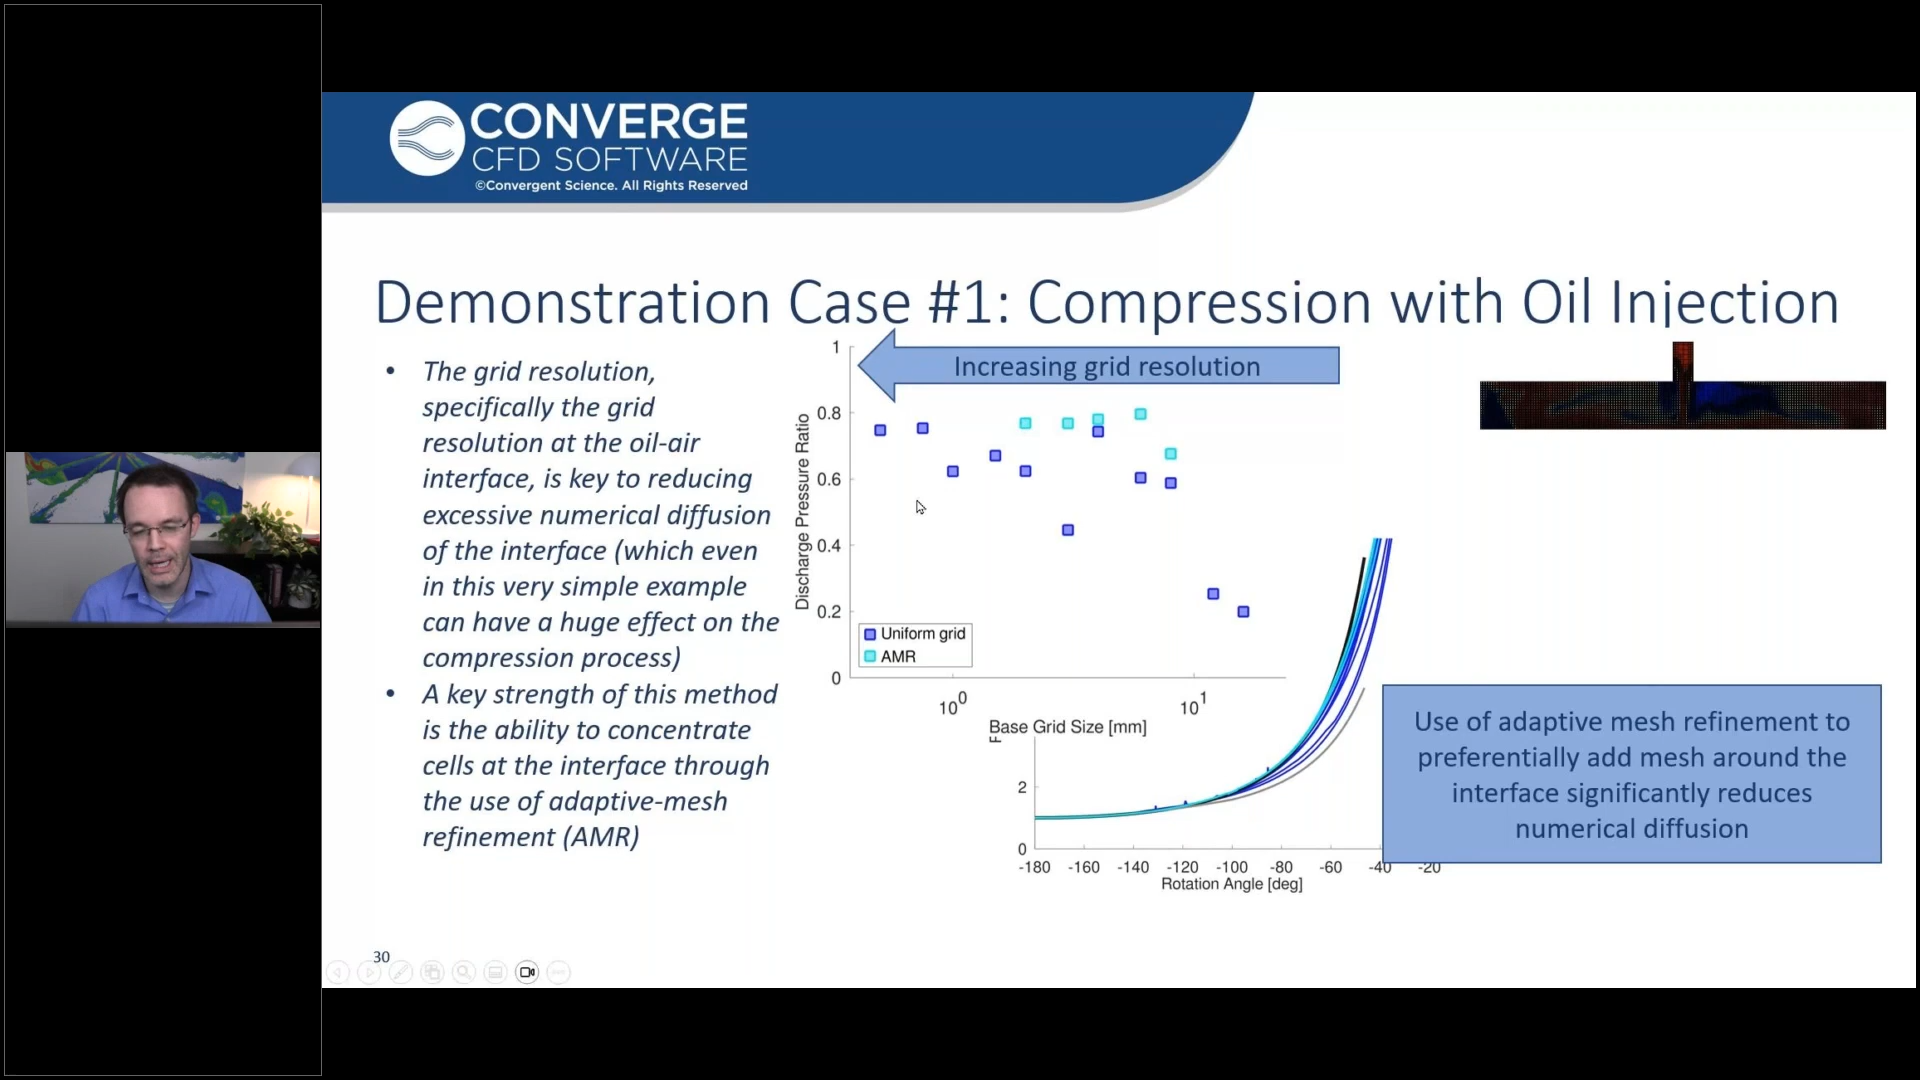 CONVERGE
CFD SOFTWARE
©Convergent Science. All Rights Reserved
Demonstration Case #1: Compression with Oil Injection
• The grid resolution,
specifically the grid
resolution at the oil-air
interface, is key to reducing
excessive numerical diffusion
of the interface (which even
in this very simple example
can have a huge effect on the
compression process)
• A key strength of this method
is the ability to concentrate
cells at the interface through
the use of adaptive-mesh
refinement (AMR)
Increasing grid resolution
Discharge Pressure Ratio
1
0.8
0.6
0.4
0.2
0
Uniform grid
AMR
10^0
10^1
Base Grid Size [mm]
2
0
-180 -160 -140 -120 -100 -80 -60 -40 -20
Rotation Angle [deg]
Use of adaptive mesh refinement to
preferentially add mesh around the
interface significantly reduces
numerical diffusion
30